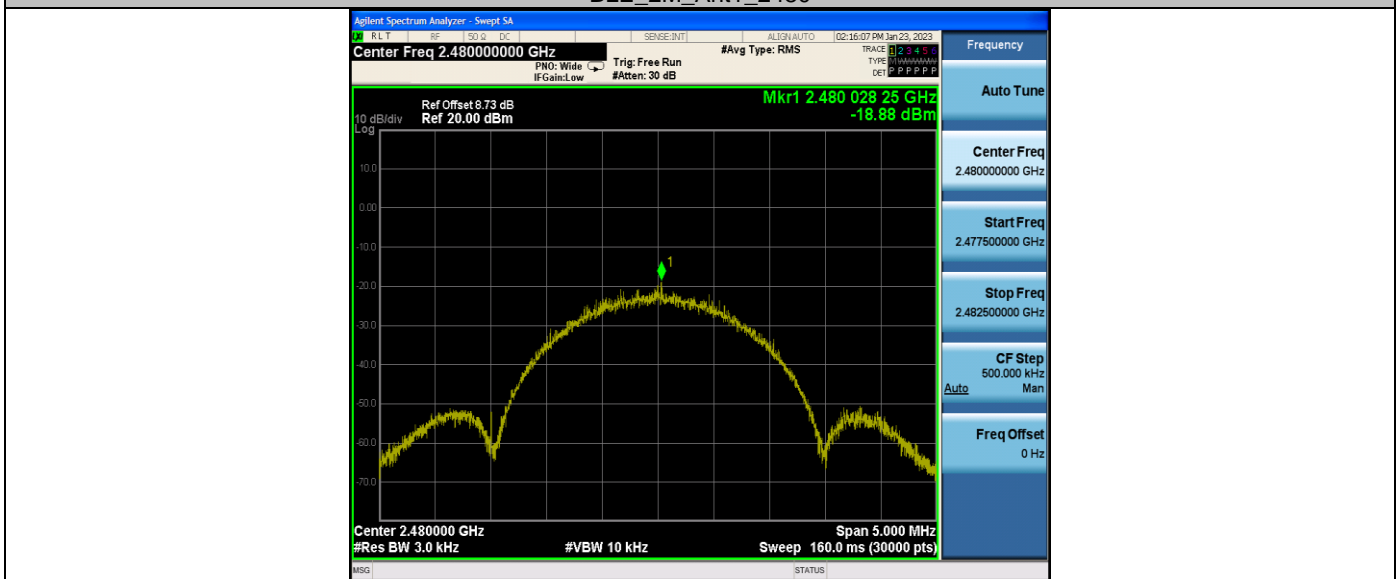 Agilent Spectrum Analyzer - Swept SA
RLT RF 50 Ω DC SENSE:INT ALIGN AUTO 02:16:07 PM Jan 23, 2023
Center Freq 2.480000000 GHz
PNO: Wide
IFGain:Low
Trig: Free Run
#Atten: 30 dB
#Avg Type: RMS
TRACE 1 2 3 4 5 6
TYPE M W W W W W
DET P P P P P P
Ref Offset 8.73 dB
10 dB/div Ref 20.00 dBm
Log
Mkr1 2.480 028 25 GHz
-18.88 dBm
10.0
0.00
-10.0
-20.0
-30.0
-40.0
-50.0
-60.0
-70.0
1
Center 2.480000 GHz Span 5.000 MHz
#Res BW 3.0 kHz #VBW 10 kHz Sweep 160.0 ms (30000 pts)
MSG STATUS
Frequency
Auto Tune
Center Freq
2.480000000 GHz
Start Freq
2.477500000 GHz
Stop Freq
2.482500000 GHz
CF Step
500.000 kHz
Auto Man
Freq Offset
0 Hz